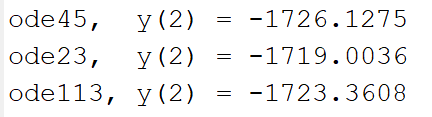 ode45,  y(2) = -1726.1275
ode23,  y(2) = -1719.0036
ode113, y(2) = -1723.3608